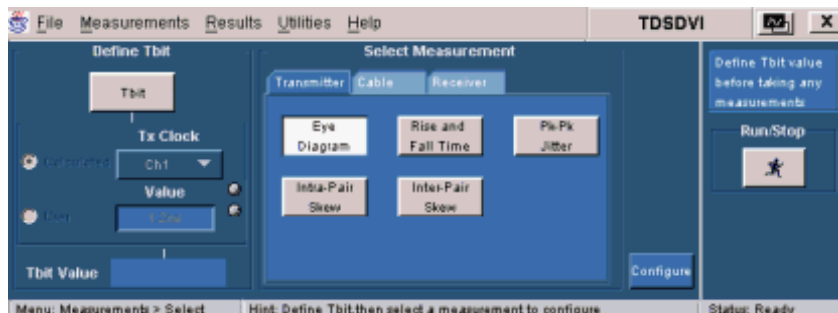 File Measurements Results Utilities Help TDSDVI X
Define Tbit
Tbit
Tx Clock
Calculated Ch1
Value
User
Tbit Value
Select Measurement
Transmitter Cable Receiver
Eye Diagram
Rise and Fall Time
Pk-Pk Jitter
Intra-Pair Skew
Inter-Pair Skew
Configure
Define Tbit value
before taking any
measurements
Run/Stop
Menu: Measurements > Select
Hint: Define Tbit,then select a measurement to configure
Status: Ready